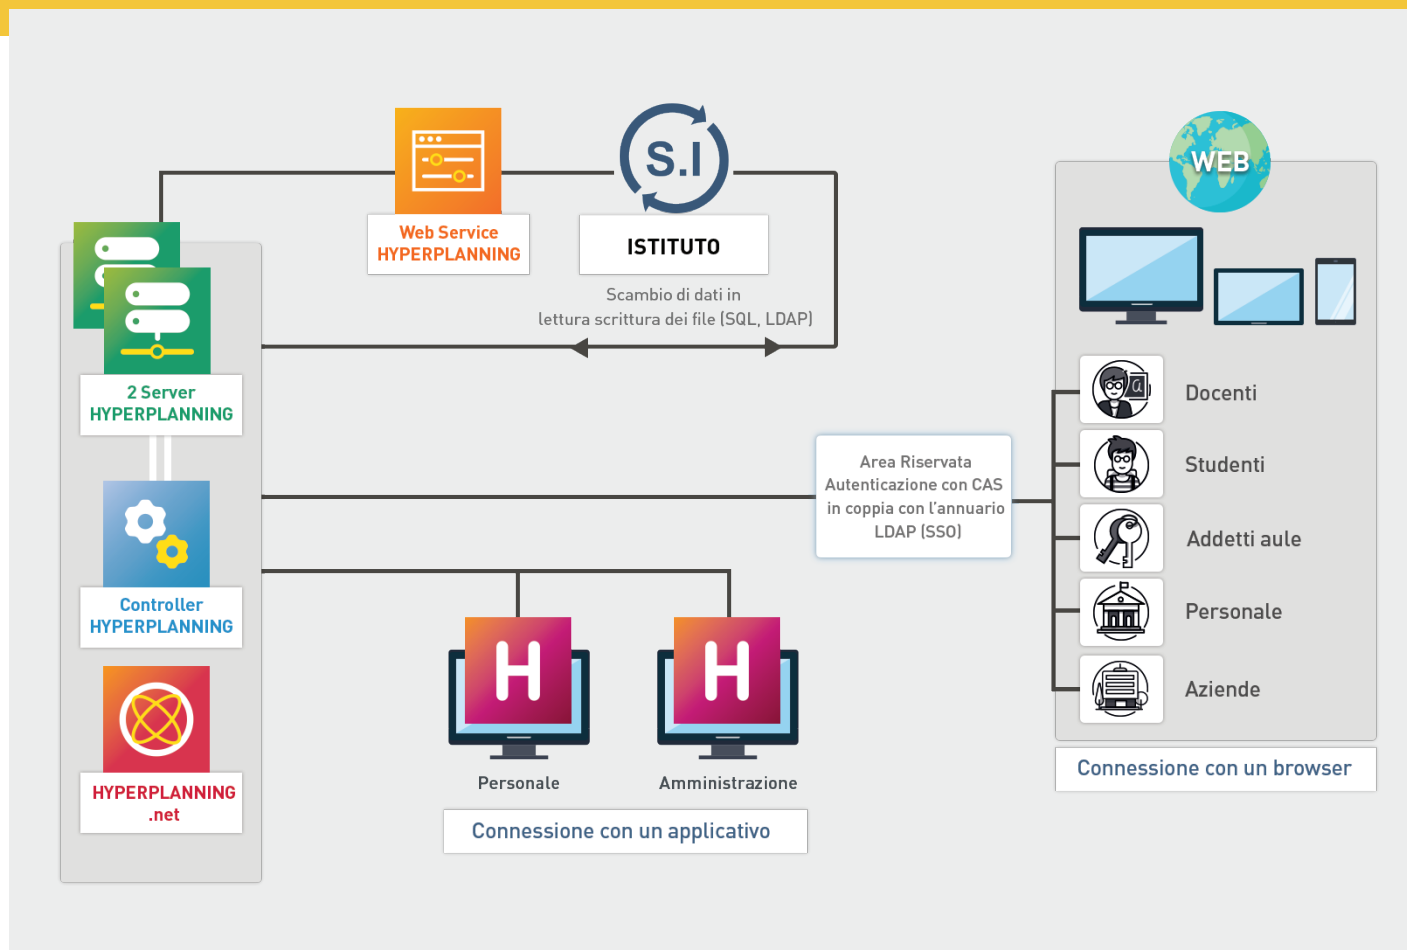 S.I
WEB
Web Service
HYPERPLANNING
ISTITUTO
Scambio di dati in
lettura scrittura dei file (SQL, LDAP)
2 Server
HYPERPLANNING
Controller
HYPERPLANNING
HYPERPLANNING
.net
Area Riservata
Autenticazione con CAS
in coppia con l'annuario
LDAP (SSO)
a
Docenti
Studenti
Addetti aule
Personale
Aziende
Connessione con un browser
H
H
Personale
Amministrazione
Connessione con un applicativo